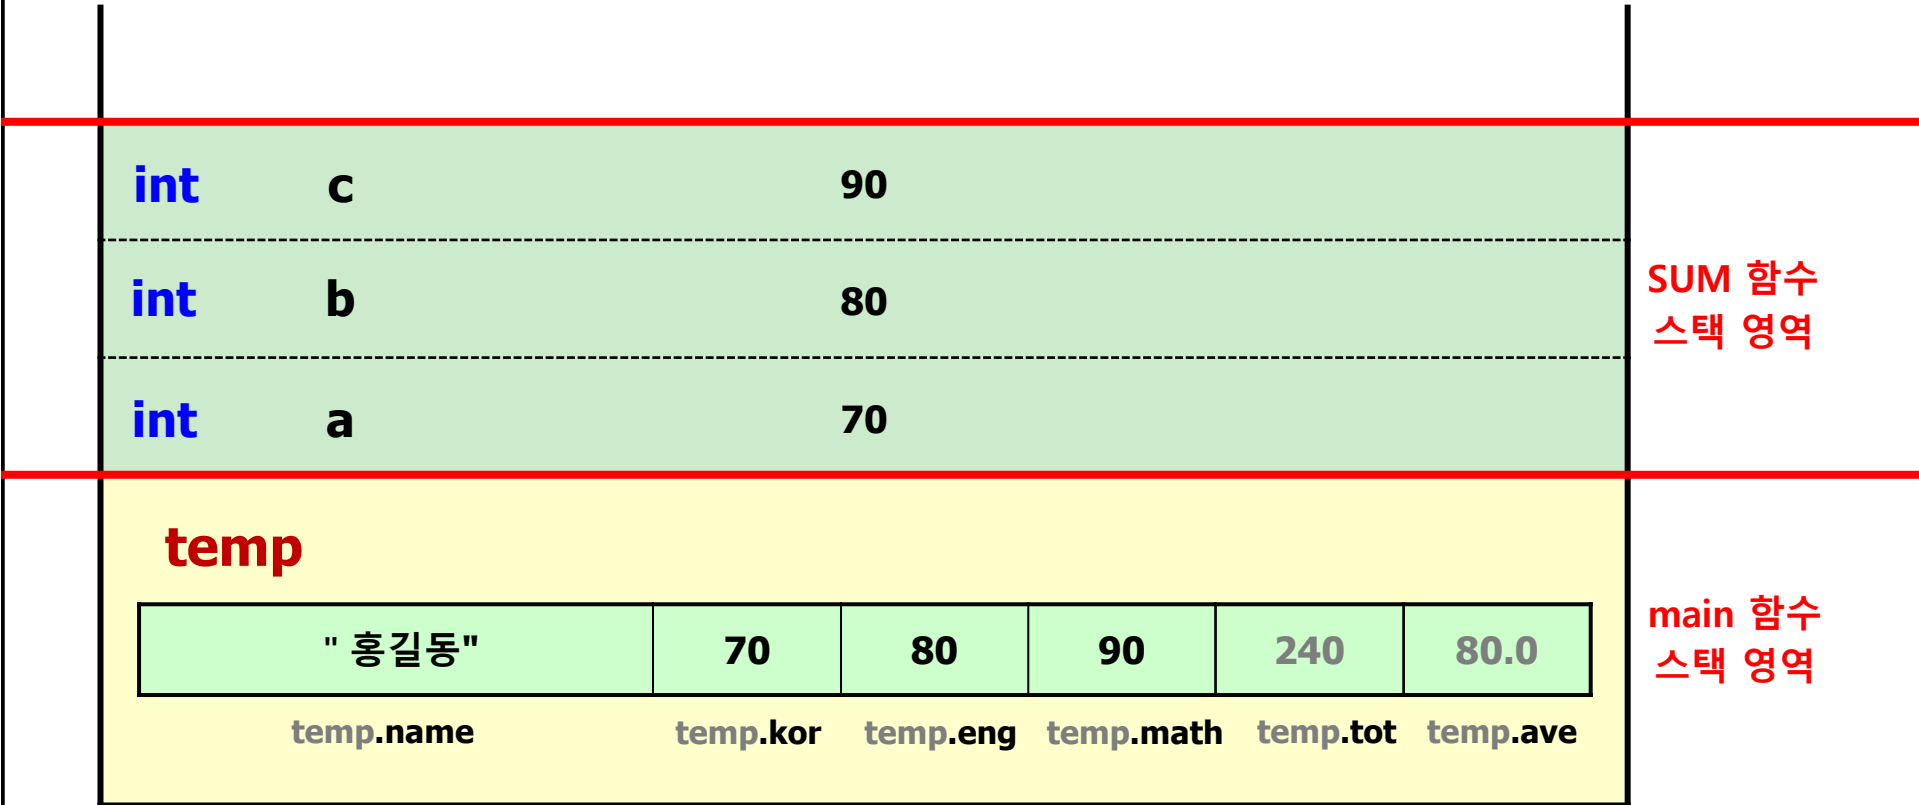 int c 90
int b 80
SUM 함수
스택 영역
int a 70
temp
" 홍길동" 70 80 90 240 80.0
temp.name temp.kor temp.eng temp.math temp.tot temp.ave
main 함수
스택 영역